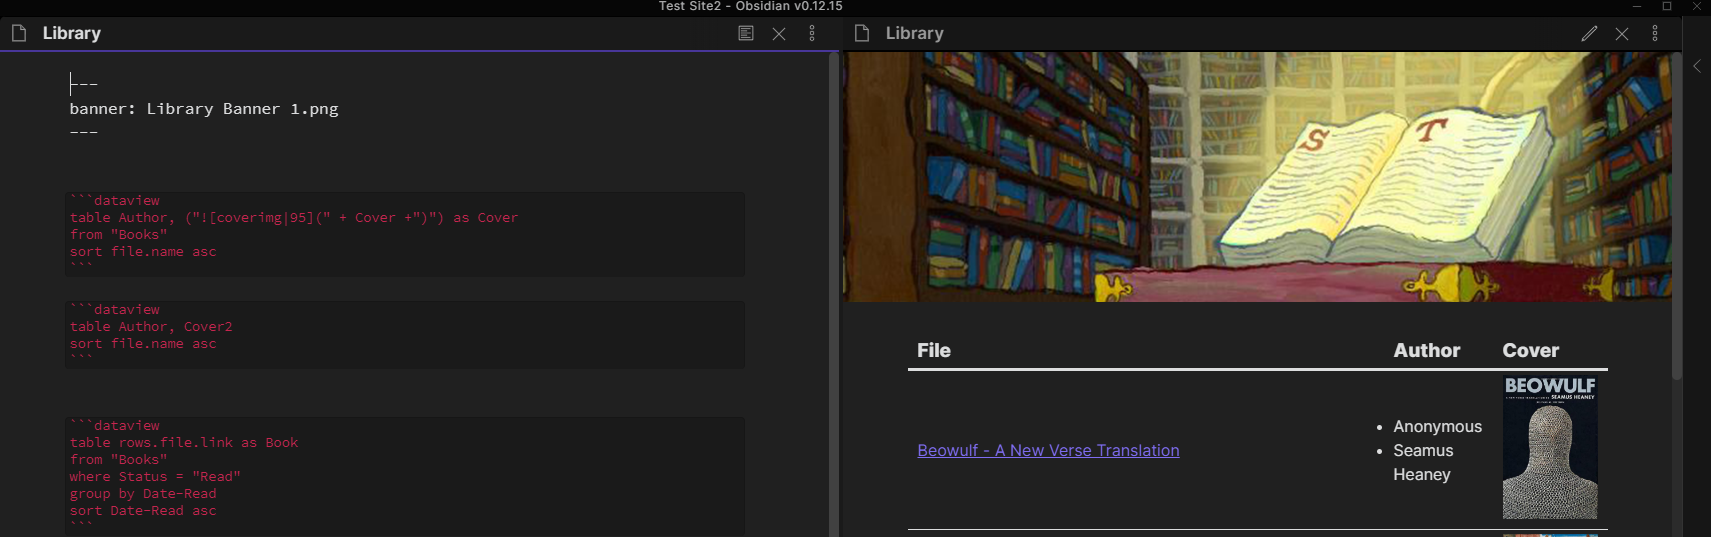 Test Site2 - Obsidian v0.12.15
Library
---
banner: Library Banner 1.png
---
```dataview
table Author, ("![coverimg|95](" + Cover +")") as Cover
from "Books"
sort file.name asc
```
```dataview
table Author, Cover2
sort file.name asc
```
```dataview
table rows.file.link as Book
from "Books"
where Status = "Read"
group by Date-Read
sort Date-Read asc
```
Library
S T
File Author Cover
Beowulf - A New Verse Translation
• Anonymous
• Seamus
Heaney
BEOWULF
SEAMUS HEANEY